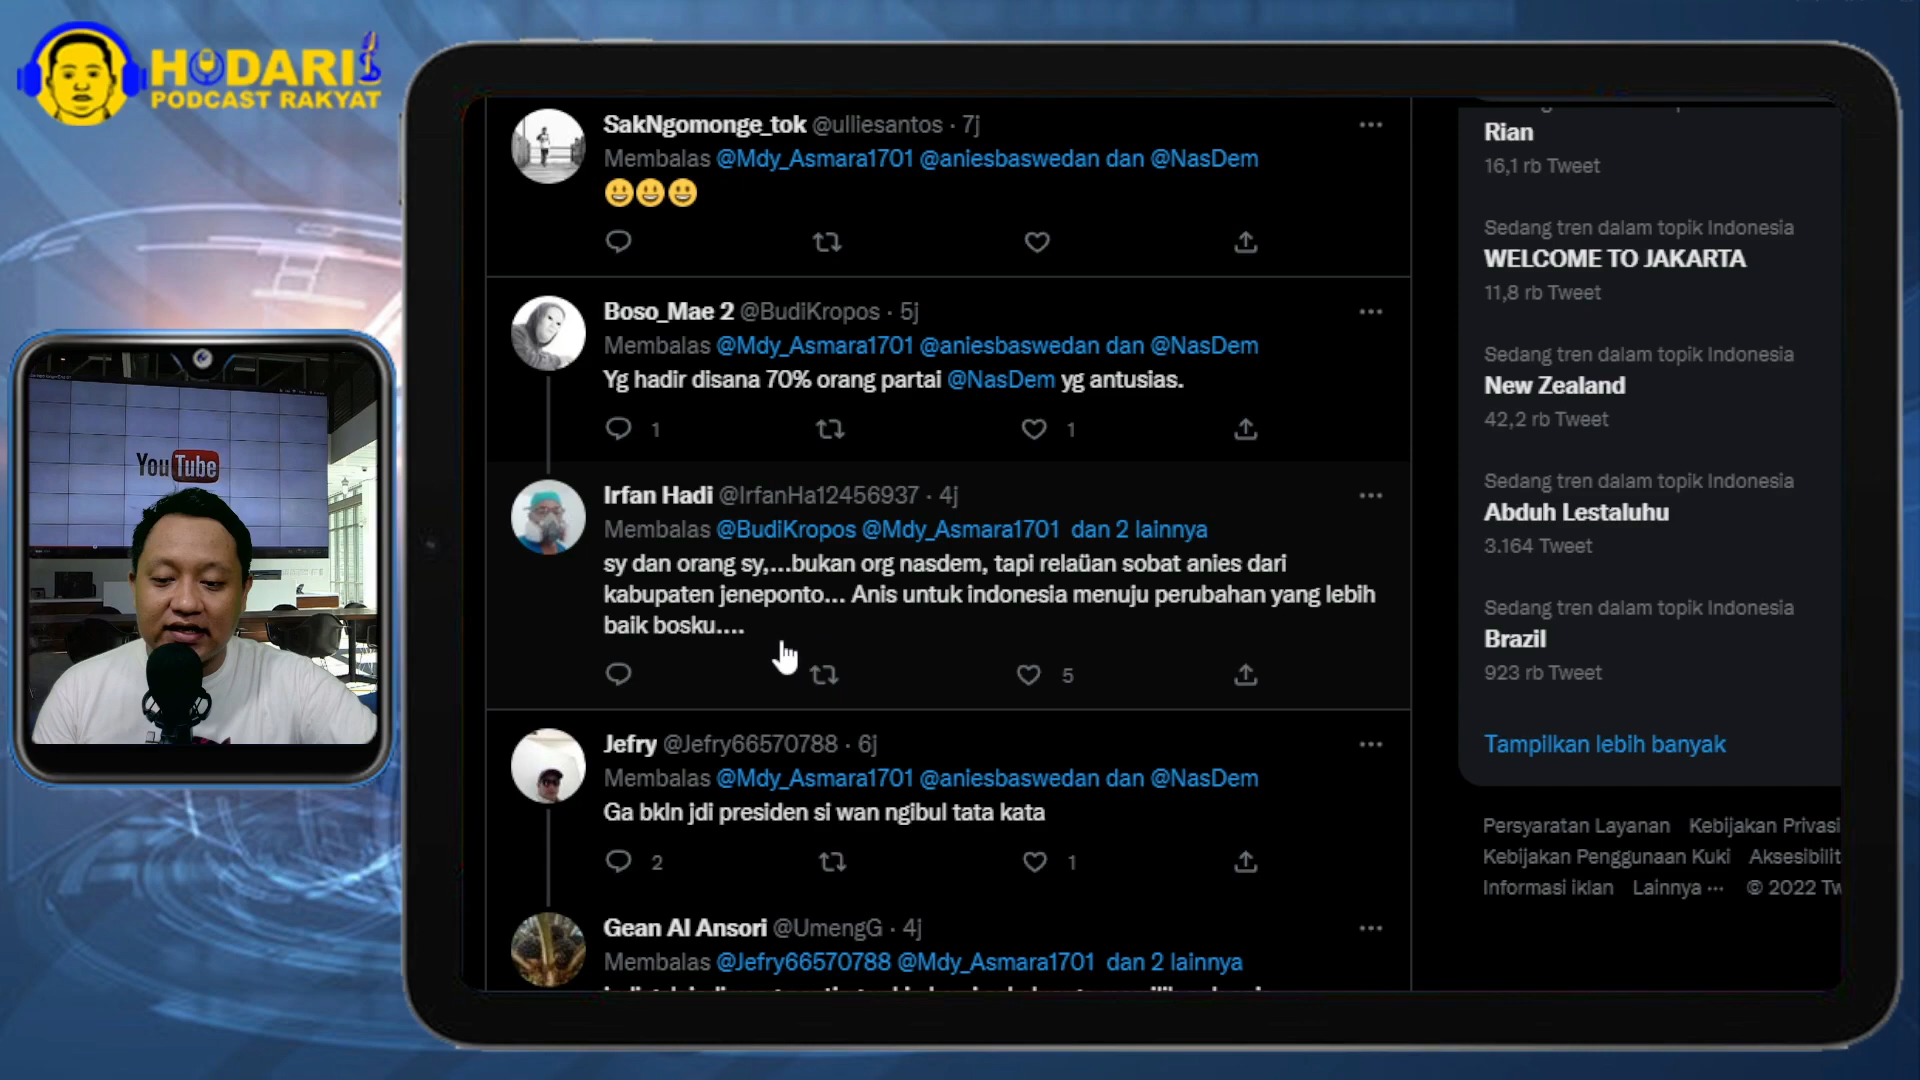 HODARI
PODCAST RAKYAT
YouTube
SakNgomonge_tok @ulliesantos · 7j
Membalas @Mdy_Asmara1701 @aniesbaswedan dan @NasDem
😀😀😀
Boso_Mae 2 @BudiKropos · 5j
Membalas @Mdy_Asmara1701 @aniesbaswedan dan @NasDem
Yg hadir disana 70% orang partai @NasDem yg antusias.
1 1
Irfan Hadi @IrfanHa12456937 · 4j
Membalas @BudiKropos @Mdy_Asmara1701 dan 2 lainnya
sy dan orang sy,...bukan org nasdem, tapi relaüan sobat anies dari
kabupaten jeneponto... Anis untuk indonesia menuju perubahan yang lebih
baik bosku....
5
Jefry @Jefry66570788 · 6j
Membalas @Mdy_Asmara1701 @aniesbaswedan dan @NasDem
Ga bkln jdi presiden si wan ngibul tata kata
2 1
Gean Al Ansori @UmengG · 4j
Membalas @Jefry66570788 @Mdy_Asmara1701 dan 2 lainnya
Rian
16,1 rb Tweet
Sedang tren dalam topik Indonesia
WELCOME TO JAKARTA
11,8 rb Tweet
Sedang tren dalam topik Indonesia
New Zealand
42,2 rb Tweet
Sedang tren dalam topik Indonesia
Abduh Lestaluhu
3.164 Tweet
Sedang tren dalam topik Indonesia
Brazil
923 rb Tweet
Tampilkan lebih banyak
Persyaratan Layanan Kebijakan Privasi
Kebijakan Penggunaan Kuki Aksesibilit
Informasi iklan Lainnya ··· © 2022 Tw